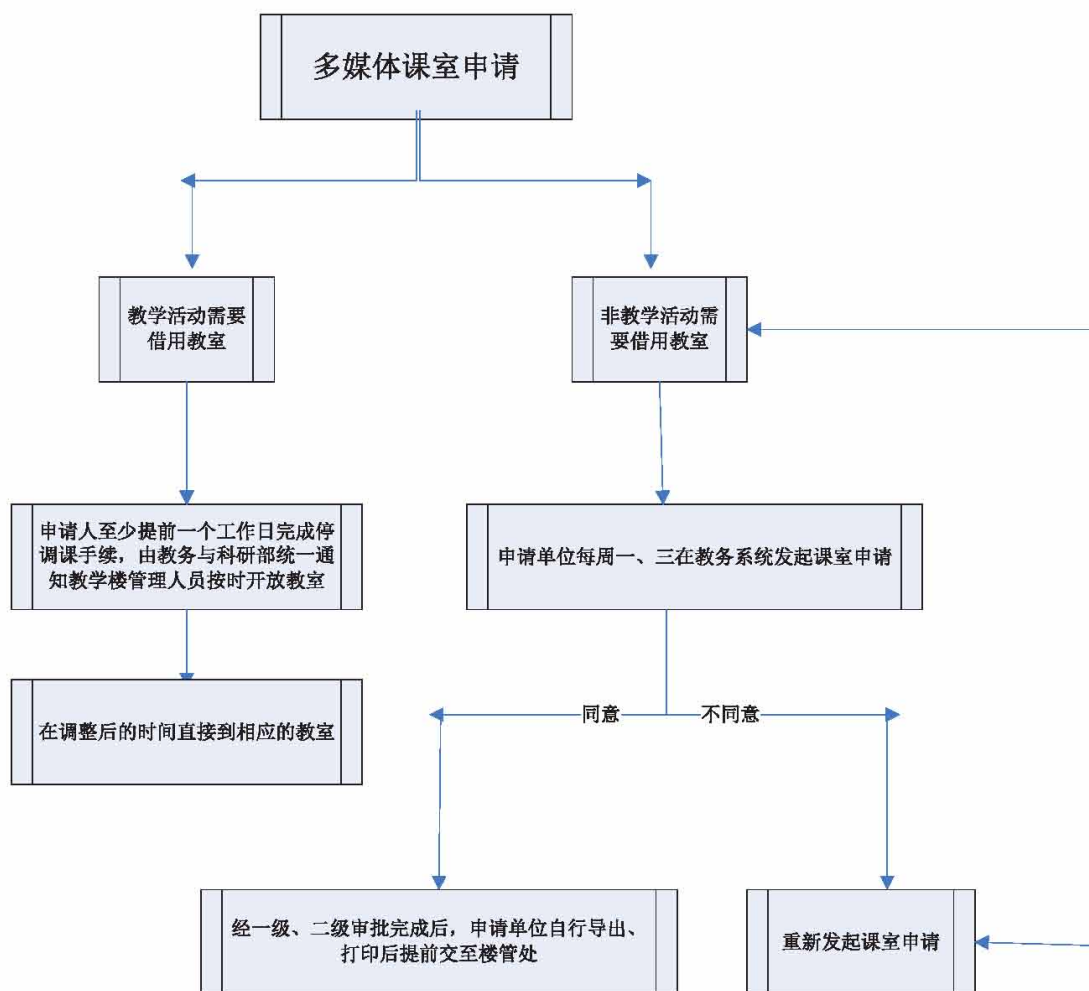 多媒体课室申请
教学活动需要
借用教室
非教学活动需
要借用教室
申请人至少提前一个工作日完成停
调课手续，由教务与科研部统一通
知教学楼管理人员按时开放教室
申请单位每周一、三在教务系统发起课室申请
在调整后的时间直接到相应的教室
同意
不同意
经一级、二级审批完成后，申请单位自行导出、
打印后提前交至楼管处
重新发起课室申请